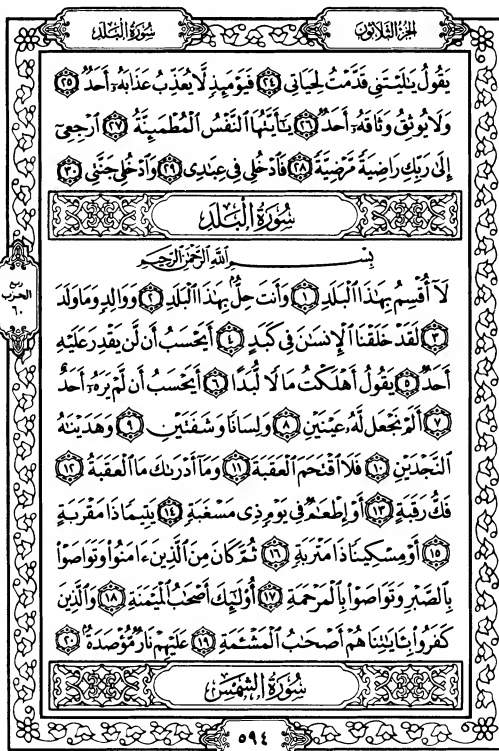 الجزء الثلاثون
سورة البلد
يَقُولُ يَٰلَيْتَنِى قَدَّمْتُ لِحَيَاتِى ٢٤ فَيَوْمَئِذٍ لَّا يُعَذِّبُ عَذَابَهُۥٓ أَحَدٌ ٢٥
وَلَا يُوثِقُ وَثَاقَهُۥٓ أَحَدٌ ٢٦ يَٰٓأَيَّتُهَا ٱلنَّفْسُ ٱلْمُطْمَئِنَّةُ ٢٧ ٱرْجِعِىٓ
إِلَىٰ رَبِّكِ رَاضِيَةً مَّرْضِيَّةً ٢٨ فَٱدْخُلِى فِى عِبَٰدِى ٢٩ وَٱدْخُلِى جَنَّتِى ٣٠
سُورَةُ ٱلْبَلَدِ
بِسْمِ ٱللَّهِ ٱلرَّحْمَٰنِ ٱلرَّحِيمِ
لَآ أُقْسِمُ بِهَٰذَا ٱلْبَلَدِ ١ وَأَنتَ حِلٌّۢ بِهَٰذَا ٱلْبَلَدِ ٢ وَوَالِدٍ وَمَا وَلَدَ
٣ لَقَدْ خَلَقْنَا ٱلْإِنسَٰنَ فِى كَبَدٍ ٤ أَيَحْسَبُ أَن لَّن يَقْدِرَ عَلَيْهِ
أَحَدٌ ٥ يَقُولُ أَهْلَكْتُ مَالًا لُّبَدًا ٦ أَيَحْسَبُ أَن لَّمْ يَرَهُۥٓ أَحَدٌ
٧ أَلَمْ نَجْعَل لَّهُۥ عَيْنَيْنِ ٨ وَلِسَانًا وَشَفَتَيْنِ ٩ وَهَدَيْنَٰهُ
ٱلنَّجْدَيْنِ ١٠ فَلَا ٱقْتَحَمَ ٱلْعَقَبَةَ ١١ وَمَآ أَدْرَىٰكَ مَا ٱلْعَقَبَةُ ١٢
فَكُّ رَقَبَةٍ ١٣ أَوْ إِطْعَٰمٌ فِى يَوْمٍ ذِى مَسْغَبَةٍ ١٤ يَتِيمًا ذَا مَقْرَبَةٍ
١٥ أَوْ مِسْكِينًا ذَا مَتْرَبَةٍ ١٦ ثُمَّ كَانَ مِنَ ٱلَّذِينَ ءَامَنُوا۟ وَتَوَاصَوْا۟
بِٱلصَّبْرِ وَتَوَاصَوْا۟ بِٱلْمَرْحَمَةِ ١٧ أُو۟لَٰٓئِكَ أَصْحَٰبُ ٱلْمَيْمَنَةِ ١٨ وَٱلَّذِينَ
كَفَرُوا۟ بِـَٔايَٰتِنَا هُمْ أَصْحَٰبُ ٱلْمَشْـَٔمَةِ ١٩ عَلَيْهِمْ نَارٌ مُّؤْصَدَةٌۢ ٢٠
سُورَةُ ٱلشَّمْسِ
ربع
الحزب
٦٠
٥٩٤